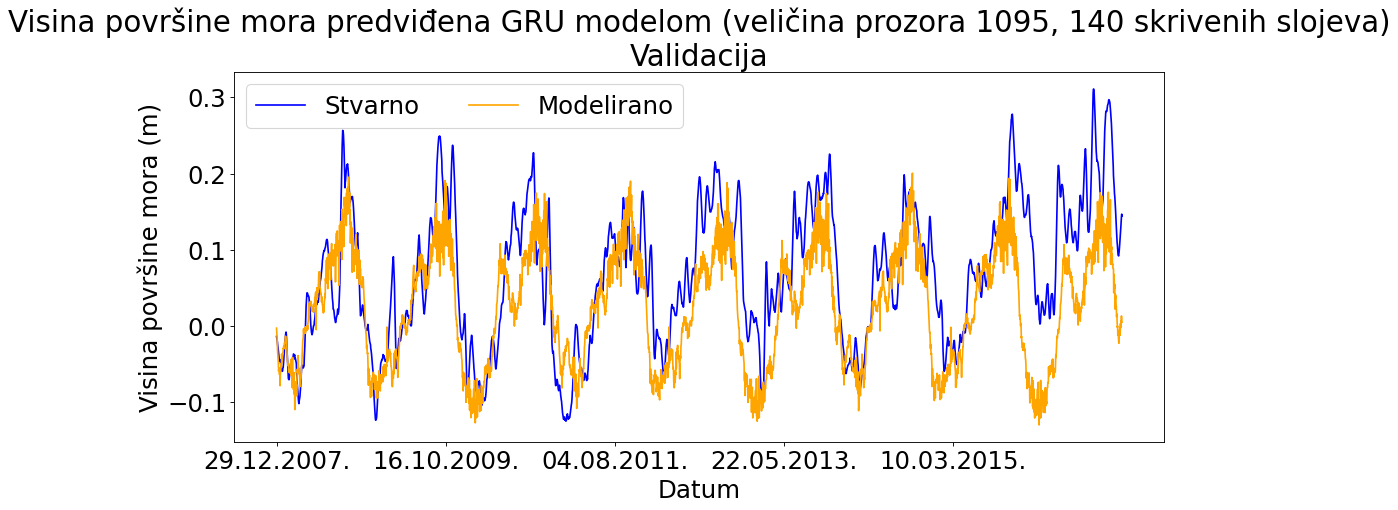 Visina površine mora predviđena GRU modelom (veličina prozora 1095, 140 skrivenih slojeva)
Validacija
Stvarno
Modelirano
Visina površine mora (m)
0.3
0.2
0.1
0.0
−0.1
29.12.2007.
16.10.2009.
04.08.2011.
22.05.2013.
10.03.2015.
Datum